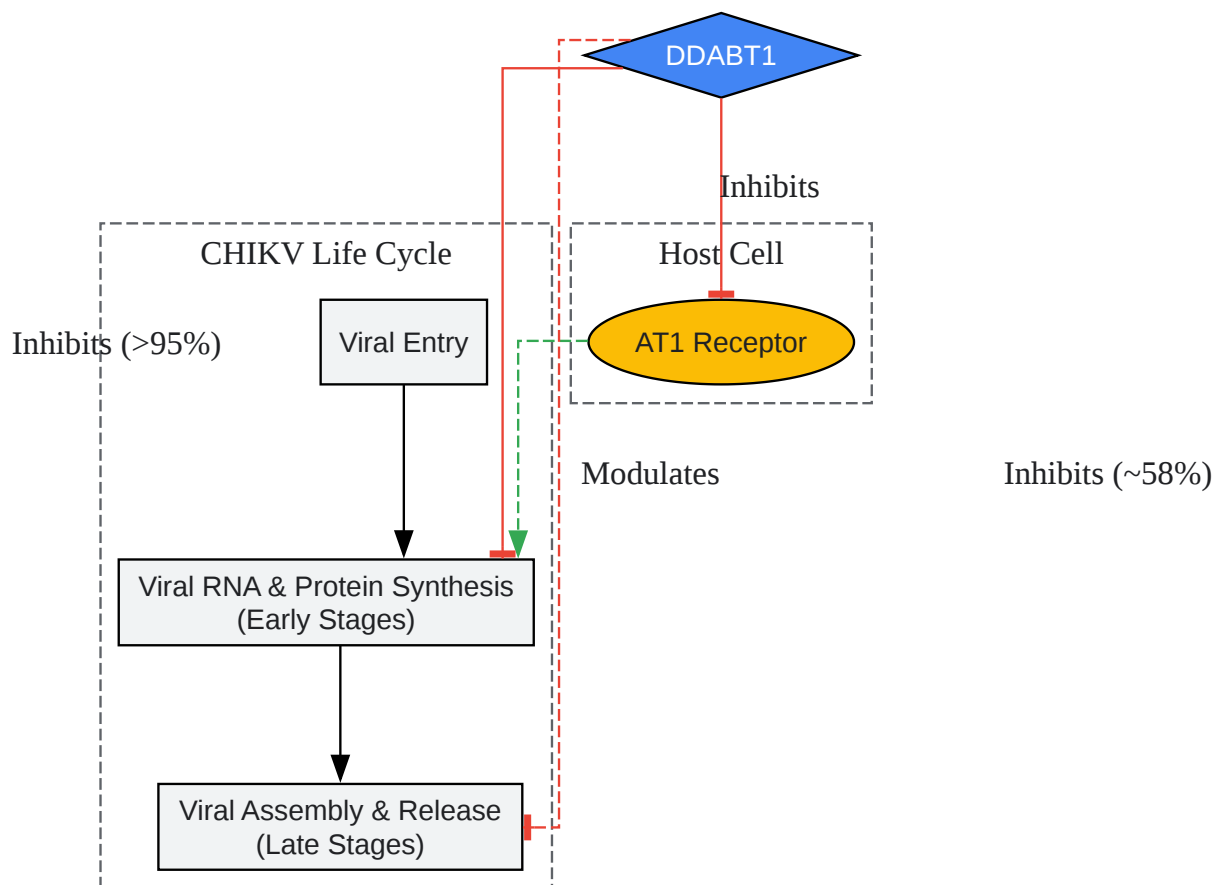 DDABT1
Inhibits
CHIKV Life Cycle
Host Cell
Inhibits (>95%)
Viral Entry
AT1 Receptor
Modulates
Inhibits (~58%)
Viral RNA & Protein Synthesis
(Early Stages)
Viral Assembly & Release
(Late Stages)